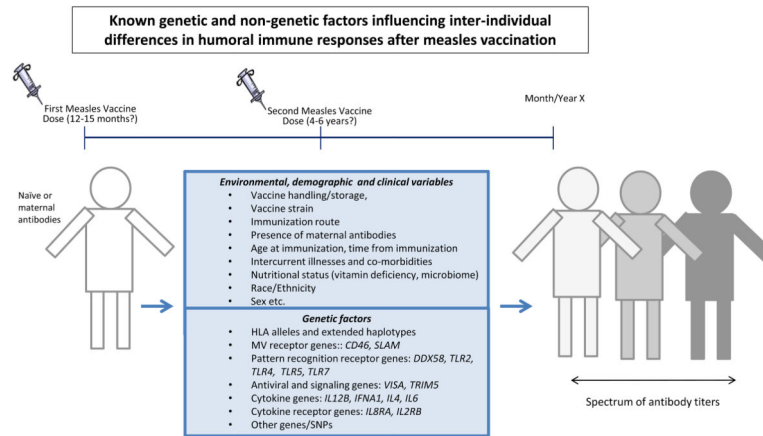 Known genetic and non-genetic factors influencing inter-individual
differences in humoral immune responses after measles vaccination
First Measles Vaccine
Dose (12-15 months?)
Second Measles Vaccine
Dose (4-6 years?)
Month/Year X
Naïve or
maternal
antibodies
Environmental, demographic and clinical variables
• Vaccine handling/storage,
• Vaccine strain
• Immunization route
• Presence of maternal antibodies
• Age at immunization, time from immunization
• Intercurrent illnesses and co-morbidities
• Nutritional status (vitamin deficiency, microbiome)
• Race/Ethnicity
• Sex etc.
Genetic factors
• HLA alleles and extended haplotypes
• MV receptor genes:: CD46, SLAM
• Pattern recognition receptor genes: DDX58, TLR2,
TLR4, TLR5, TLR7
• Antiviral and signaling genes: VISA, TRIM5
• Cytokine genes: IL12B, IFNA1, IL4, IL6
• Cytokine receptor genes: IL8RA, IL2RB
• Other genes/SNPs
Spectrum of antibody titers